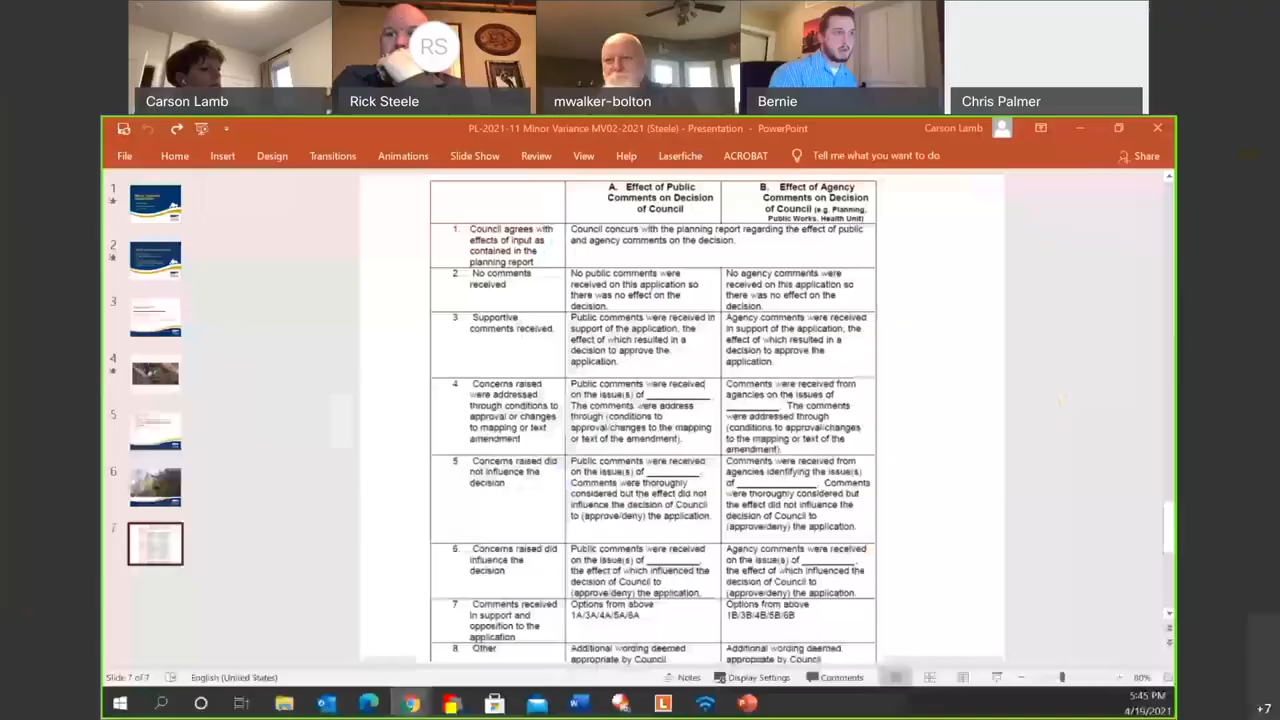 RS
Carson Lamb
Rick Steele
mwalker-bolton
Bernie
Chris Palmer
PL-2021-11 Minor Variance MV02-2021 (Steele) - Presentation - PowerPoint
Carson Lamb
File Home Insert Design Transitions Animations Slide Show Review View Help Laserfiche ACROBAT Tell me what you want to do Share
1
2
3
4
5
6
7
A. Effect of Public
Comments on Decision
of Council
B. Effect of Agency
Comments on Decision
of Council (e.g. Planning,
Public Works, Health Unit)
1. Council agrees with
effects of input as
contained in the
planning report
Council concurs with the planning report regarding the effect of public
and agency comments on the decision.
2 No comments
received
No public comments were
received on this application so
there was no effect on the
decision.
No agency comments were
received on this application so
there was no effect on the
decision.
3 Supportive
comments received.
Public comments were received in
support of the application, the
effect of which resulted in a
decision to approve the
application.
Agency comments were received
in support of the application, the
effect of which resulted in a
decision to approve the
application.
4 Concerns raised
were addressed
through conditions to
approval or changes
to mapping or text
amendment
Public comments were received
on the issue(s) of ____________.
The comments were address
through (conditions to
approval/changes to the mapping
or text of the amendment).
Comments were received from
agencies on the issues of
__________. The comments
were addressed through
(conditions to approval/changes
to the mapping or text of the
amendment).
5 Concerns raised did
not influence the
decision
Public comments were received
on the issue(s) of __________.
Comments were thoroughly
considered but the effect did not
influence the decision of Council
to (approve/deny) the application.
Comments were received from
agencies identifying the issue(s)
of _______________. Comments
were thoroughly considered but
the effect did not influence the
decision of Council to
(approve/deny) the application.
6. Concerns raised did
influence the
decision
Public comments were received
on the issue(s) of __________,
the effect of which influenced the
decision of Council to
(approve/deny) the application.
Agency comments were received
on the issue(s) of __________,
the effect of which influenced the
decision of Council to
(approve/deny) the application.
7 Comments received
in support and
opposition to the
application
Options from above
1A/3A/4A/5A/6A
Options from above
1B/3B/4B/5B/6B
8. Other
Additional wording deemed
appropriate by Council
Additional wording deemed
appropriate by Council
Slide 7 of 7 English (United States) Notes Display Settings Comments 80%
5:45 PM
4/19/2021
+7